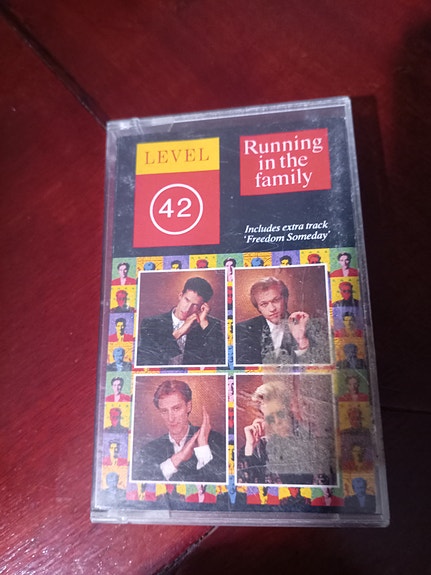 LEVEL
42
Running
in the
family
Includes extra track
'Freedom Someday'